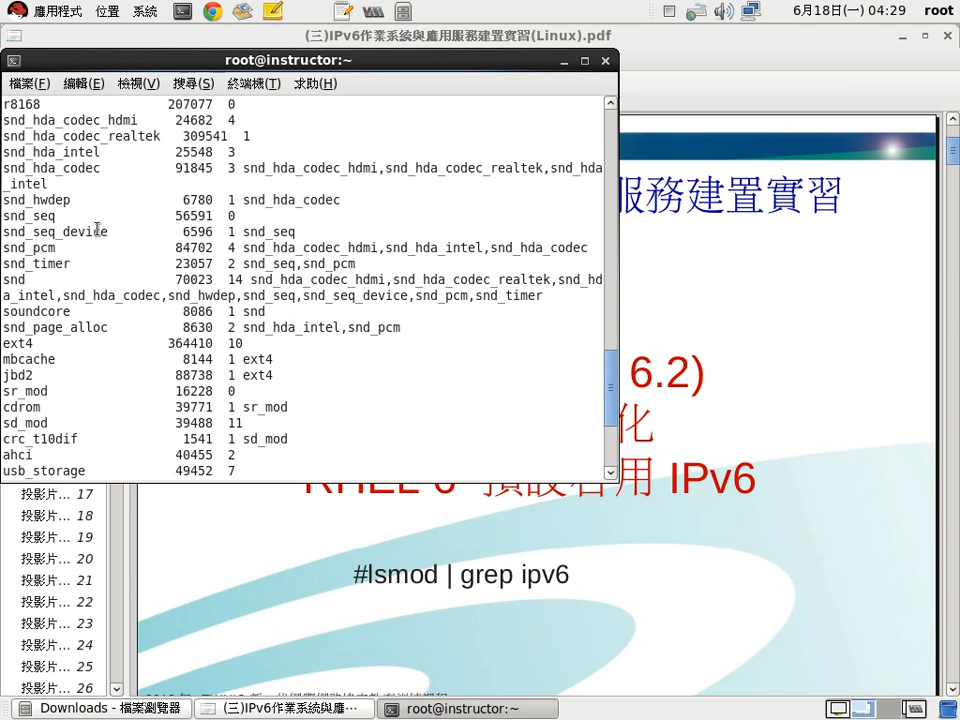 應用程式 位置 系統
6月18日(一) 04:29 root
(三)IPv6作業系統與應用服務建置實習(Linux).pdf
root@instructor:~
檔案(F) 編輯(E) 檢視(V) 搜尋(S) 終端機(T) 求助(H)
r8168 207077 0
snd_hda_codec_hdmi 24682 4
snd_hda_codec_realtek 309541 1
snd_hda_intel 25548 3
snd_hda_codec 91845 3 snd_hda_codec_hdmi,snd_hda_codec_realtek,snd_hda
_intel
snd_hwdep 6780 1 snd_hda_codec
snd_seq 56591 0
snd_seq_device 6596 1 snd_seq
snd_pcm 84702 4 snd_hda_codec_hdmi,snd_hda_intel,snd_hda_codec
snd_timer 23057 2 snd_seq,snd_pcm
snd 70023 14 snd_hda_codec_hdmi,snd_hda_codec_realtek,snd_hd
a_intel,snd_hda_codec,snd_hwdep,snd_seq,snd_seq_device,snd_pcm,snd_timer
soundcore 8086 1 snd
snd_page_alloc 8630 2 snd_hda_intel,snd_pcm
ext4 364410 10
mbcache 8144 1 ext4
jbd2 88738 1 ext4
sr_mod 16228 0
cdrom 39771 1 sr_mod
sd_mod 39488 11
crc_t10dif 1541 1 sd_mod
ahci 40455 2
usb_storage 49452 7
服務建置實習
6.2)
化
用 IPv6
#lsmod | grep ipv6
投影片... 17
投影片... 18
投影片... 19
投影片... 20
投影片... 21
投影片... 22
投影片... 23
投影片... 24
投影片... 25
投影片... 26
Downloads - 檔案瀏覽器
(三)IPv6作業系統與應...
root@instructor:~